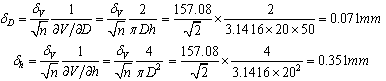 δ_D = δ_V/√n 1/(∂V/∂D) = δ_V/√n 2/(πDh) = 157.08/√2 × 2/(3.1416×20×50) = 0.071mm
δ_h = δ_V/√n 1/(∂V/∂h) = δ_V/√n 4/(πD²) = 157.08/√2 × 4/(3.1416×20²) = 0.351mm